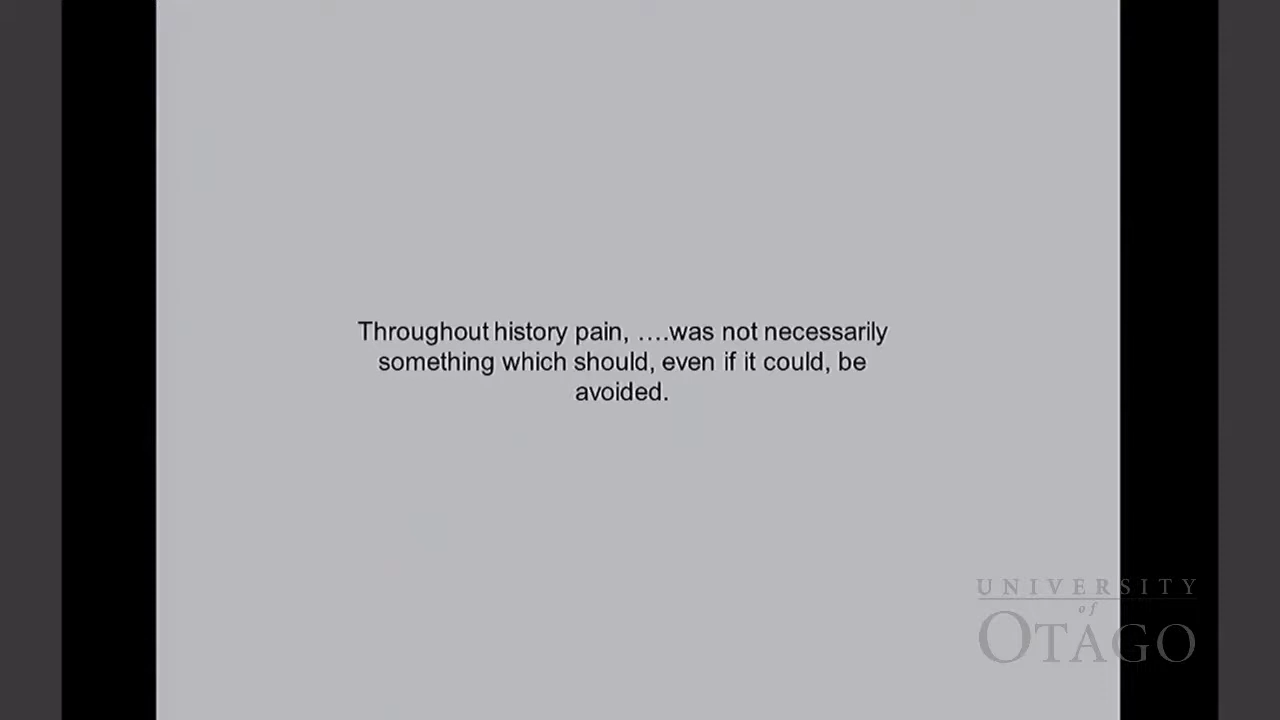 Throughout history pain, ….was not necessarily
something which should, even if it could, be
avoided.
UNIVERSITY
of
OTAGO